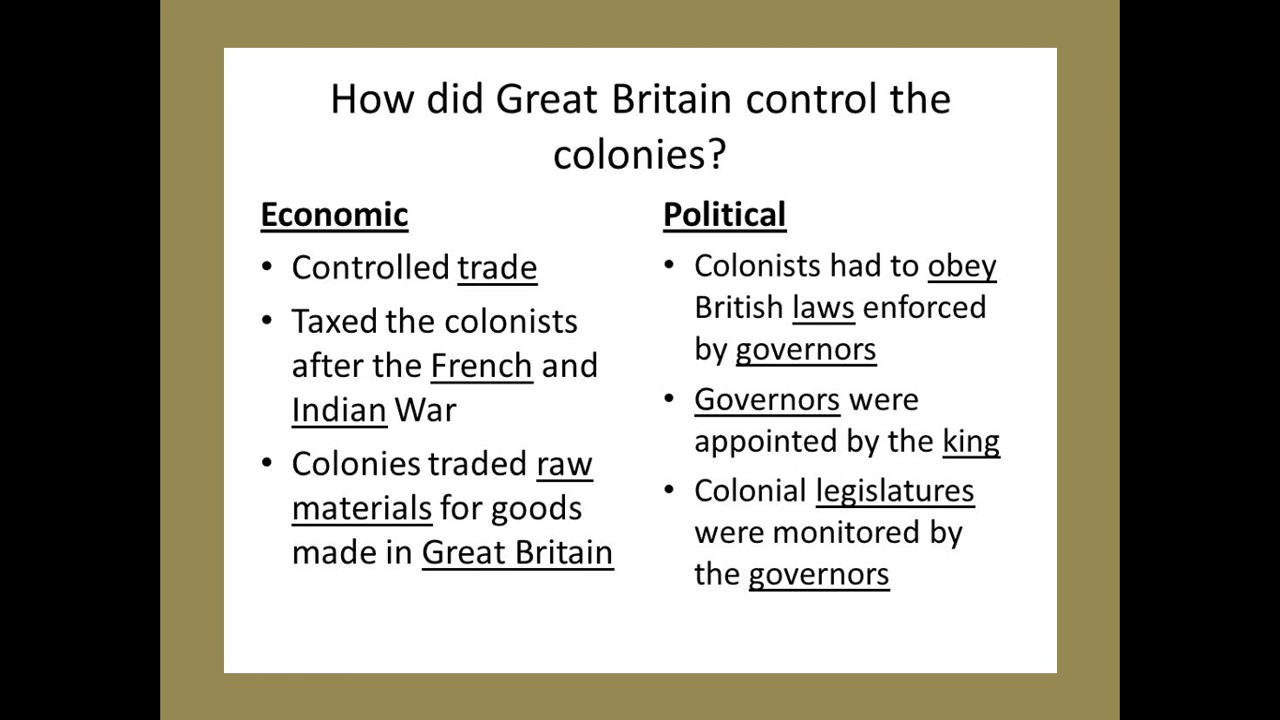 How did Great Britain control the
colonies?
Economic
• Controlled trade
• Taxed the colonists
after the French and
Indian War
• Colonies traded raw
materials for goods
made in Great Britain
Political
• Colonists had to obey
British laws enforced
by governors
• Governors were
appointed by the king
• Colonial legislatures
were monitored by
the governors